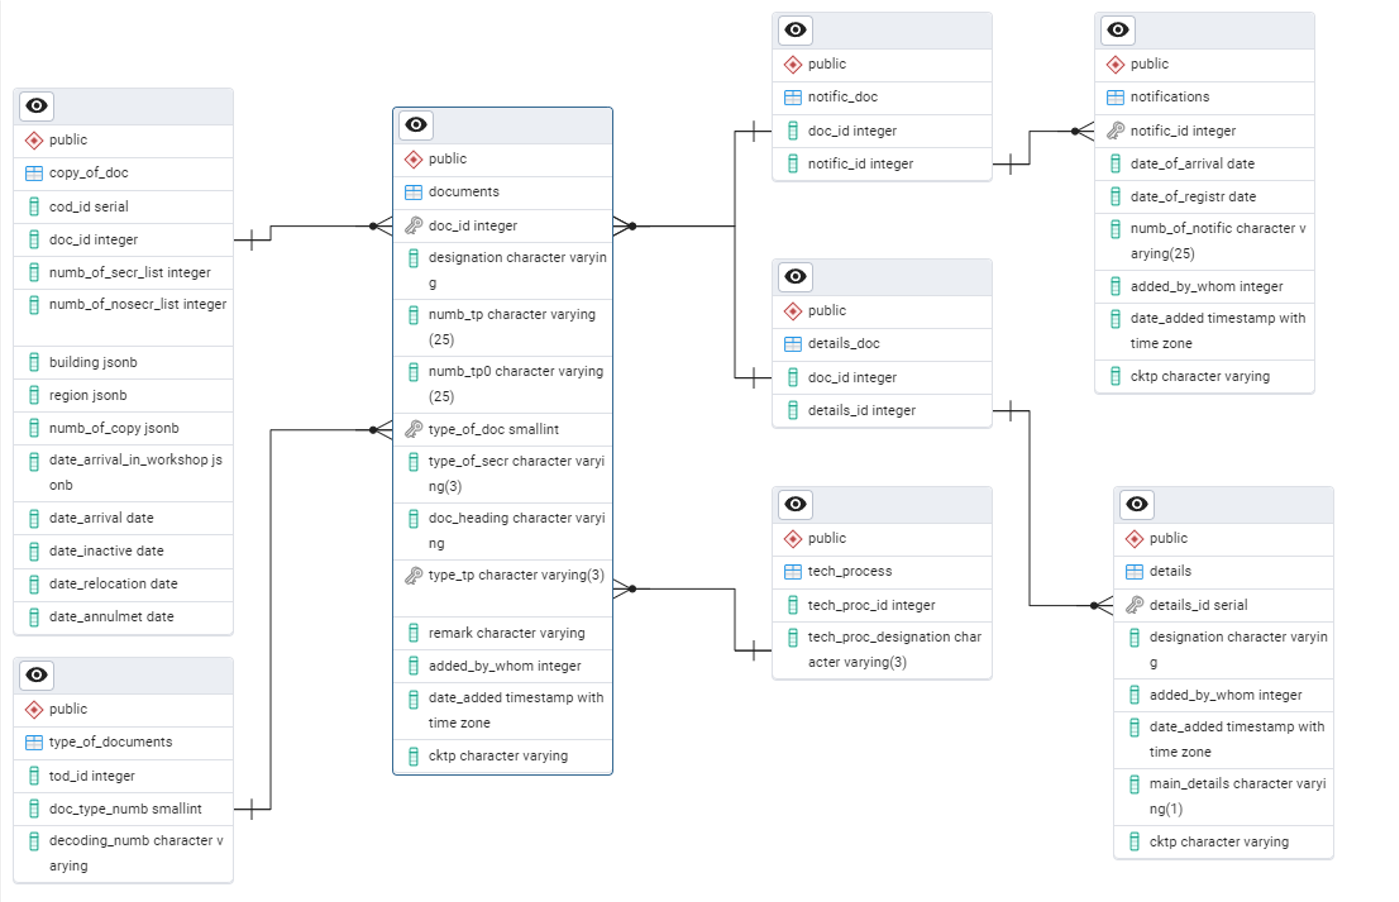 public
copy_of_doc
cod_id serial
doc_id integer
numb_of_secr_list integer
numb_of_nosecr_list integer
building jsonb
region jsonb
numb_of_copy jsonb
date_arrival_in_workshop js
onb
date_arrival date
date_inactive date
date_relocation date
date_annulmet date
public
type_of_documents
tod_id integer
doc_type_numb smallint
decoding_numb character v
arying
public
documents
doc_id integer
designation character varyin
g
numb_tp character varying
(25)
numb_tp0 character varying
(25)
type_of_doc smallint
type_of_secr character varyi
ng(3)
doc_heading character varyi
ng
type_tp character varying(3)
remark character varying
added_by_whom integer
date_added timestamp with
time zone
cktp character varying
public
notific_doc
doc_id integer
notific_id integer
public
details_doc
doc_id integer
details_id integer
public
tech_process
tech_proc_id integer
tech_proc_designation char
acter varying(3)
public
notifications
notific_id integer
date_of_arrival date
date_of_registr date
numb_of_notific character v
arying(25)
added_by_whom integer
date_added timestamp with
time zone
cktp character varying
public
details
details_id serial
designation character varyin
g
added_by_whom integer
date_added timestamp with
time zone
main_details character varyi
ng(1)
cktp character varying